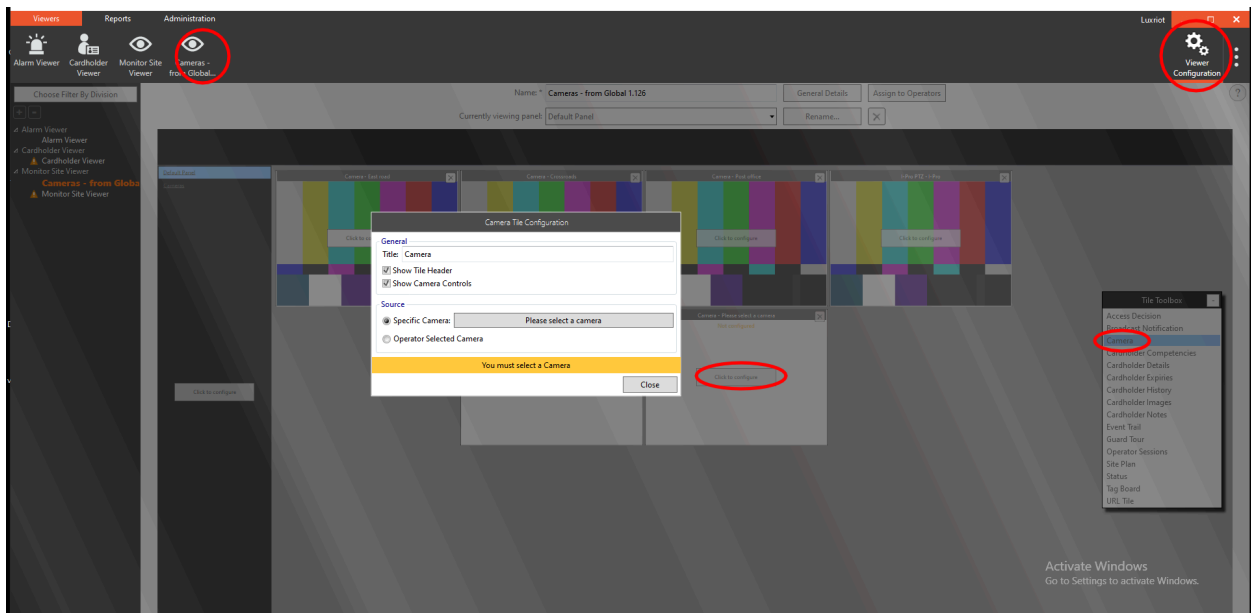 Viewers Reports Administration Luxriot
Alarm Viewer Cardholder Viewer Monitor Site Viewer Cameras - from Global... Viewer Configuration
Choose Filter By Division Name: * Cameras - from Global 1.126 General Details Assign to Operators ?
Currently viewing panel: Default Panel Rename...
Alarm Viewer
Alarm Viewer
Cardholder Viewer
Cardholder Viewer
Monitor Site Viewer
Cameras - from Globa
Monitor Site Viewer
Default Panel
Camera - East road Camera - Crossroads Camera - Post office
Click to co Click to configure Click to configure
Camera Tile Configuration
General
Title: Camera
Show Tile Header
Show Camera Controls
Source
Specific Camera: Please select a camera
Operator Selected Camera
You must select a Camera
Close
Camera - Please select a camera
Not configured
Click to configure
Click to configure
Tile Toolbox
Access Decision
Broadcast Notification
Camera
Cardholder Competencies
Cardholder Details
Cardholder Expiries
Cardholder History
Cardholder Images
Cardholder Notes
Event Trail
Guard Tour
Operator Sessions
Site Plan
Status
Tag Board
URL Tile
Activate Windows
Go to Settings to activate Windows.